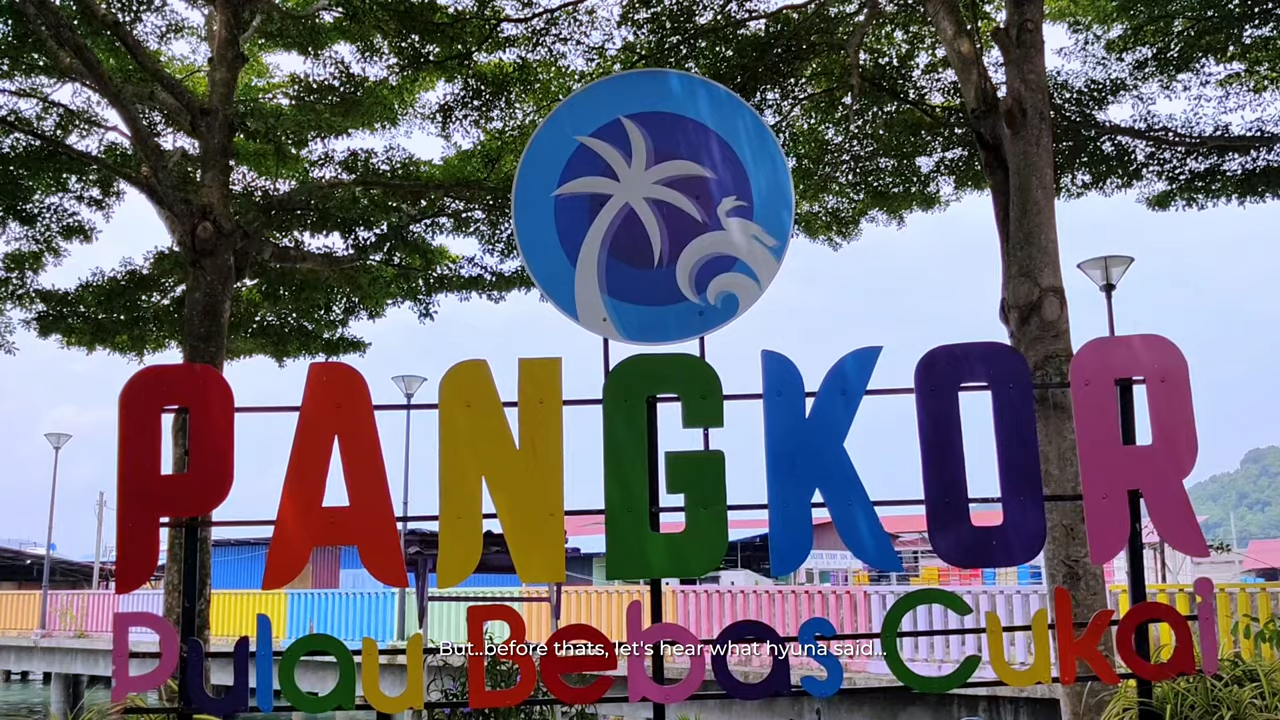 PANGKOR
Pulau Bebas Cukai
But..before thats, let's hear what hyuna said...